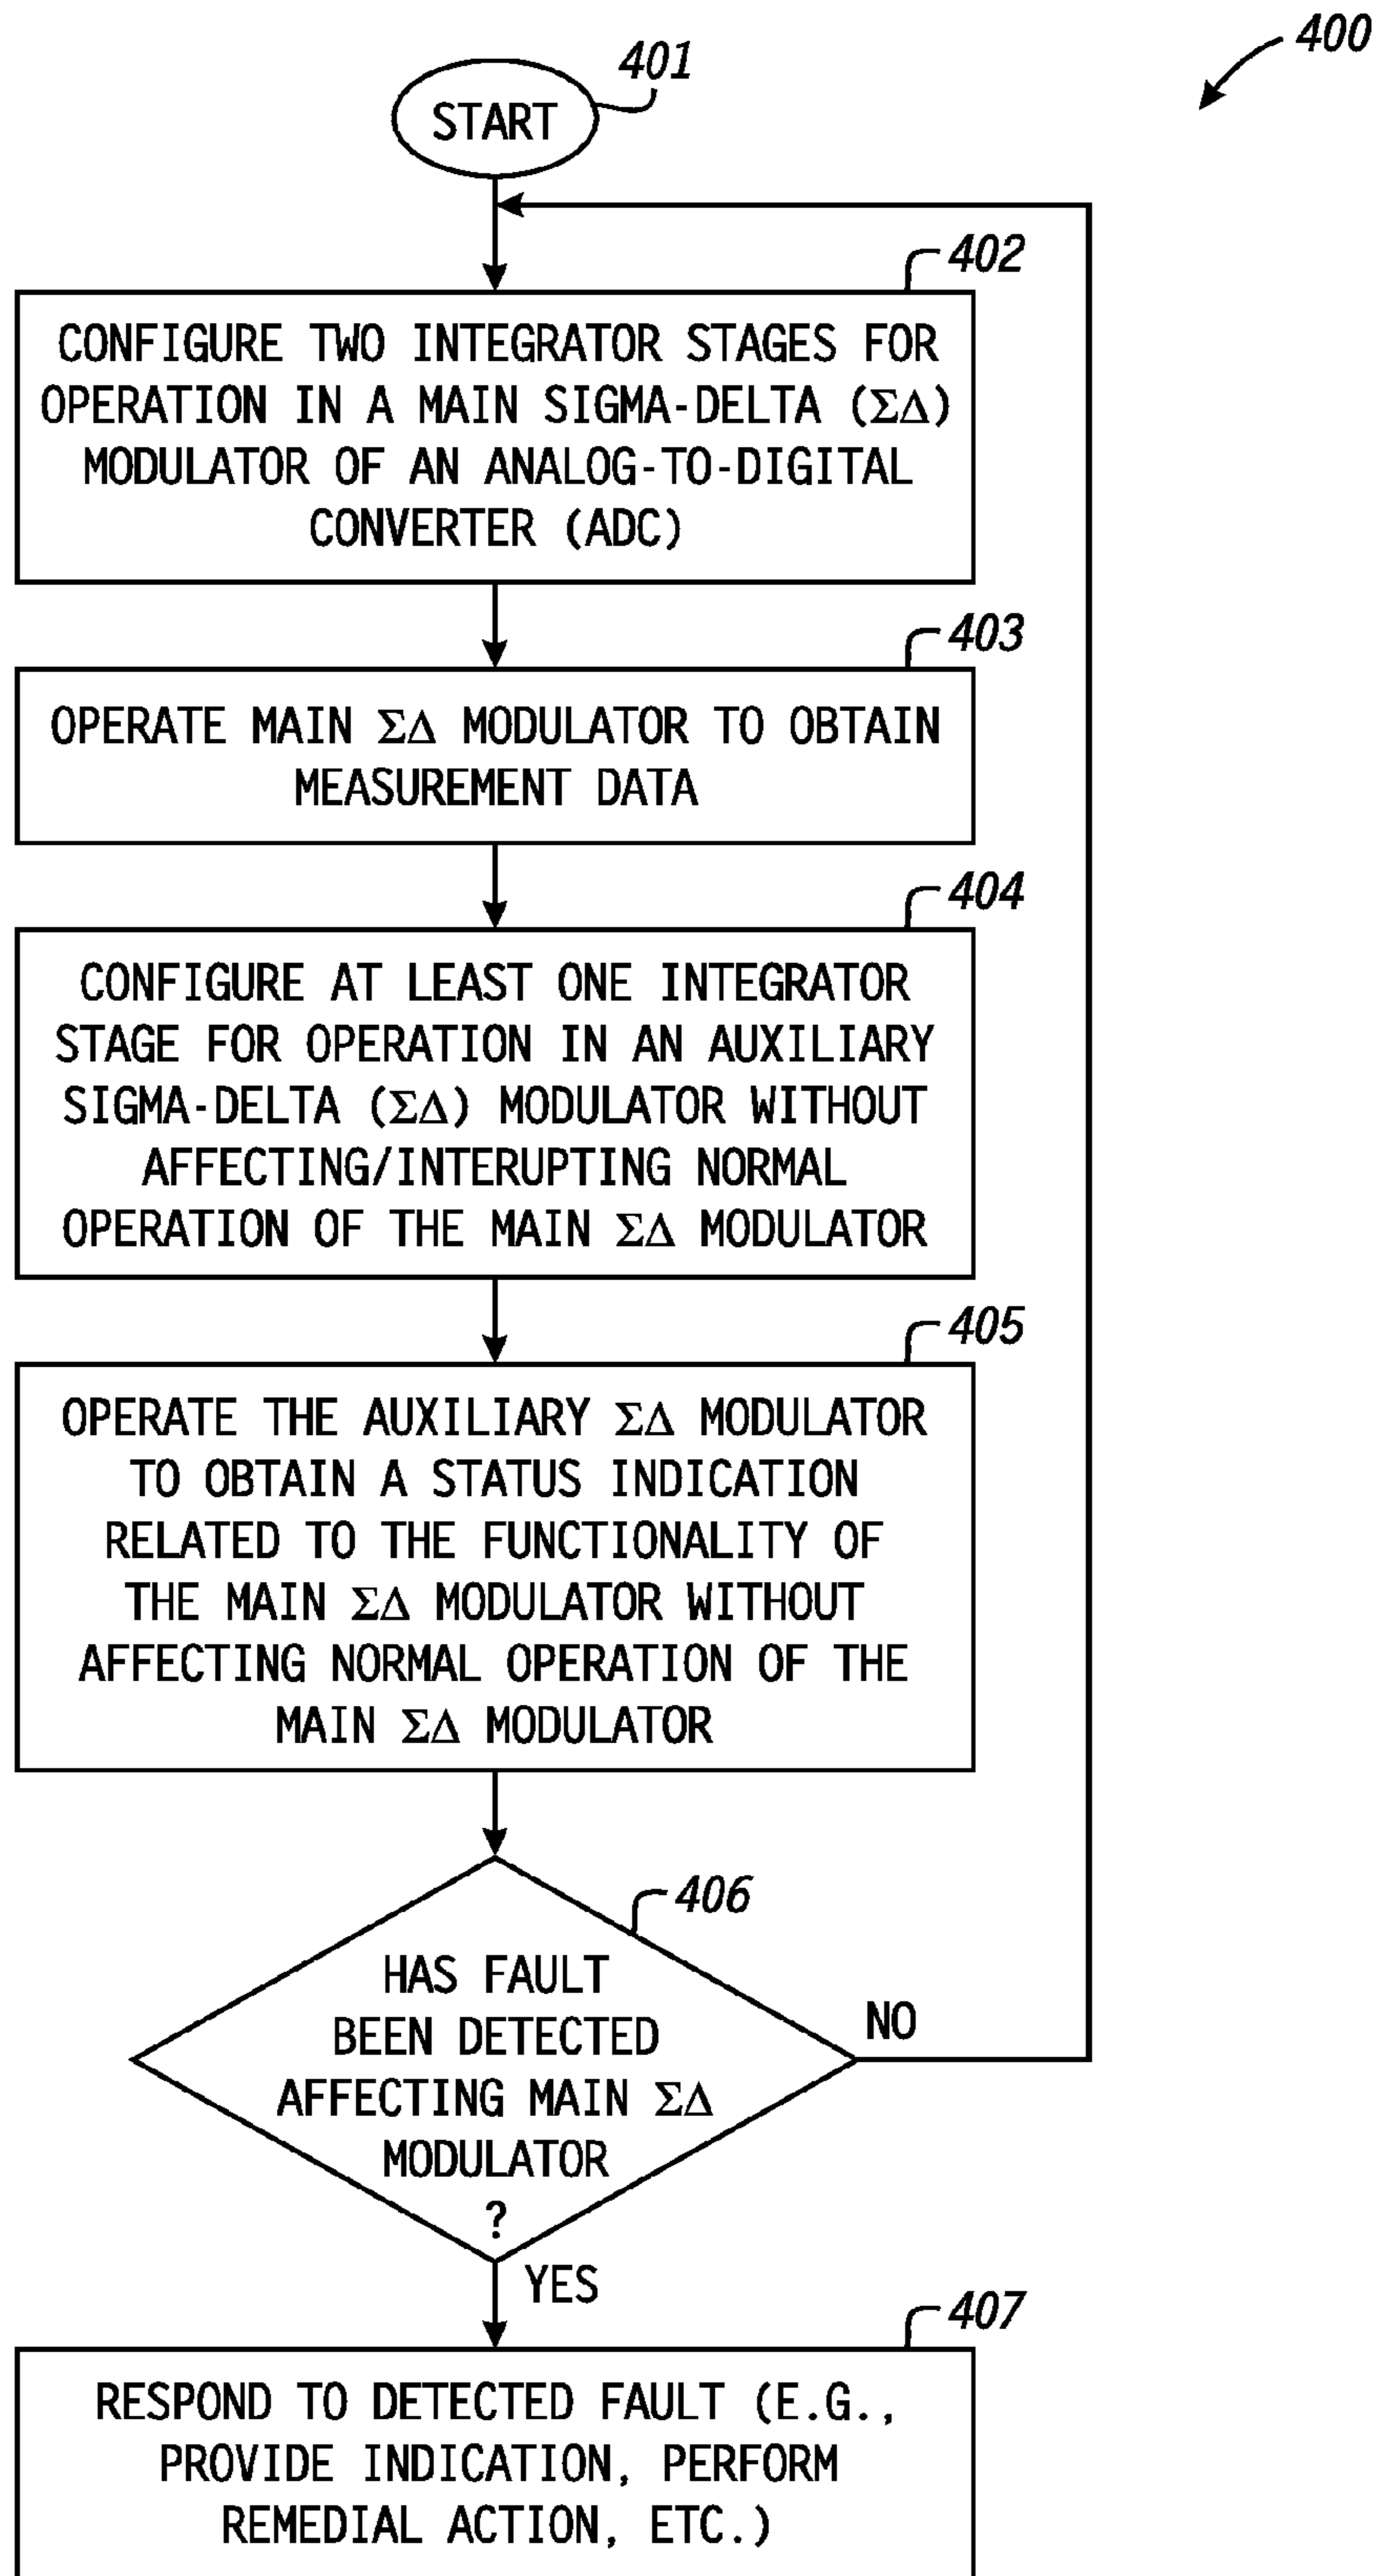 400
401
START
402
CONFIGURE TWO INTEGRATOR STAGES FOR
OPERATION IN A MAIN SIGMA-DELTA (ΣΔ)
MODULATOR OF AN ANALOG-TO-DIGITAL
CONVERTER (ADC)
403
OPERATE MAIN ΣΔ MODULATOR TO OBTAIN
MEASUREMENT DATA
404
CONFIGURE AT LEAST ONE INTEGRATOR
STAGE FOR OPERATION IN AN AUXILIARY
SIGMA-DELTA (ΣΔ) MODULATOR WITHOUT
AFFECTING/INTERUPTING NORMAL
OPERATION OF THE MAIN ΣΔ MODULATOR
405
OPERATE THE AUXILIARY ΣΔ MODULATOR
TO OBTAIN A STATUS INDICATION
RELATED TO THE FUNCTIONALITY OF
THE MAIN ΣΔ MODULATOR WITHOUT
AFFECTING NORMAL OPERATION OF THE
MAIN ΣΔ MODULATOR
406
HAS FAULT
BEEN DETECTED
AFFECTING MAIN ΣΔ
MODULATOR
?
NO
YES
407
RESPOND TO DETECTED FAULT (E.G.,
PROVIDE INDICATION, PERFORM
REMEDIAL ACTION, ETC.)